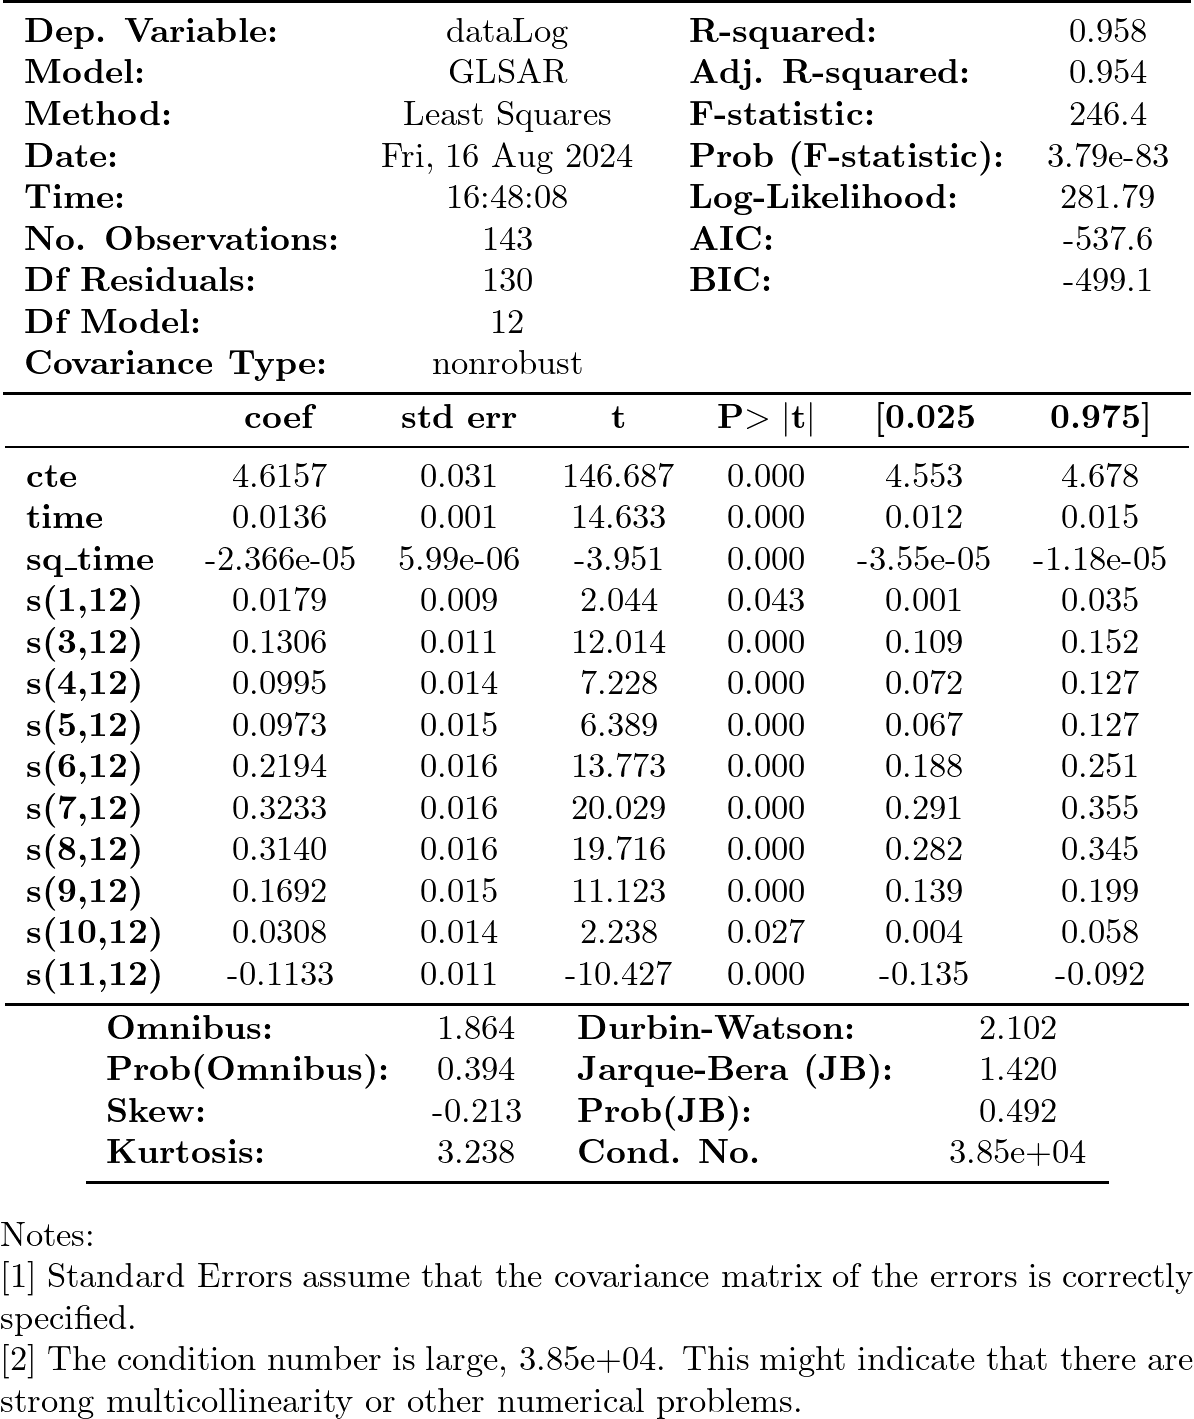 Dep. Variable: dataLog R-squared: 0.958
Model: GLSAR Adj. R-squared: 0.954
Method: Least Squares F-statistic: 246.4
Date: Fri, 16 Aug 2024 Prob (F-statistic): 3.79e-83
Time: 16:48:08 Log-Likelihood: 281.79
No. Observations: 143 AIC: -537.6
Df Residuals: 130 BIC: -499.1
Df Model: 12
Covariance Type: nonrobust
coef std err t P> |t| [0.025 0.975]
cte 4.6157 0.031 146.687 0.000 4.553 4.678
time 0.0136 0.001 14.633 0.000 0.012 0.015
sq_time -2.366e-05 5.99e-06 -3.951 0.000 -3.55e-05 -1.18e-05
s(1,12) 0.0179 0.009 2.044 0.043 0.001 0.035
s(3,12) 0.1306 0.011 12.014 0.000 0.109 0.152
s(4,12) 0.0995 0.014 7.228 0.000 0.072 0.127
s(5,12) 0.0973 0.015 6.389 0.000 0.067 0.127
s(6,12) 0.2194 0.016 13.773 0.000 0.188 0.251
s(7,12) 0.3233 0.016 20.029 0.000 0.291 0.355
s(8,12) 0.3140 0.016 19.716 0.000 0.282 0.345
s(9,12) 0.1692 0.015 11.123 0.000 0.139 0.199
s(10,12) 0.0308 0.014 2.238 0.027 0.004 0.058
s(11,12) -0.1133 0.011 -10.427 0.000 -0.135 -0.092
Omnibus: 1.864 Durbin-Watson: 2.102
Prob(Omnibus): 0.394 Jarque-Bera (JB): 1.420
Skew: -0.213 Prob(JB): 0.492
Kurtosis: 3.238 Cond. No. 3.85e+04
Notes:
[1] Standard Errors assume that the covariance matrix of the errors is correctly
specified.
[2] The condition number is large, 3.85e+04. This might indicate that there are
strong multicollinearity or other numerical problems.